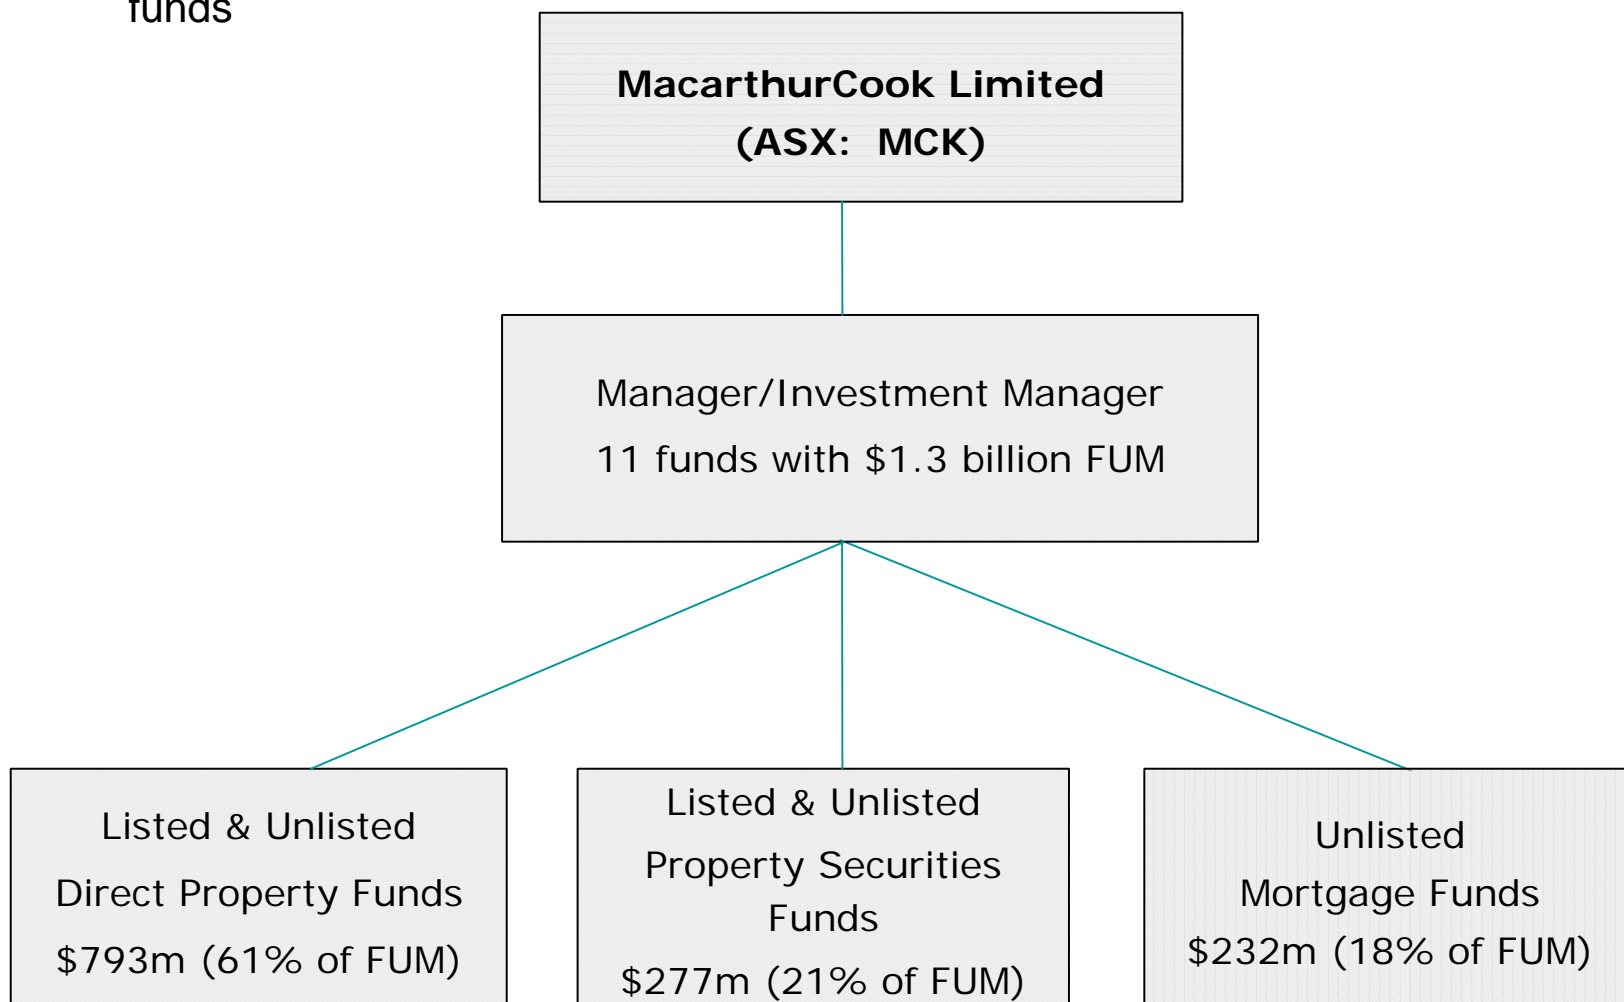 funds
MacarthurCook Limited
(ASX: MCK)
Manager/Investment Manager
11 funds with $1.3 billion FUM
Listed & Unlisted
Direct Property Funds
$793m (61% of FUM)
Listed & Unlisted
Property Securities
Funds
$277m (21% of FUM)
Unlisted
Mortgage Funds
$232m (18% of FUM)